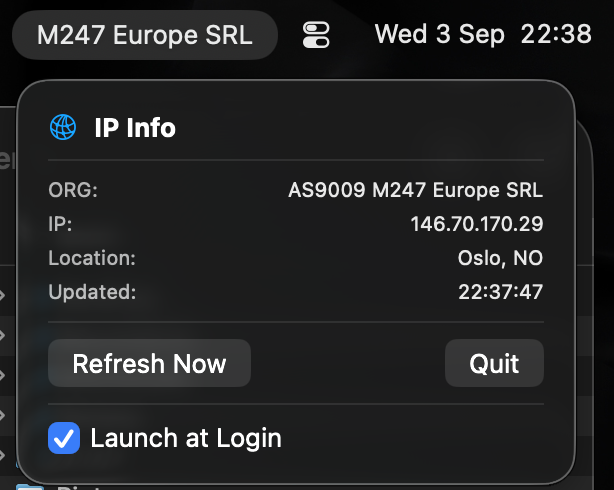 M247 Europe SRL Wed 3 Sep 22:38
IP Info
ORG: AS9009 M247 Europe SRL
IP: 146.70.170.29
Location: Oslo, NO
Updated: 22:37:47
Refresh Now Quit
Launch at Login